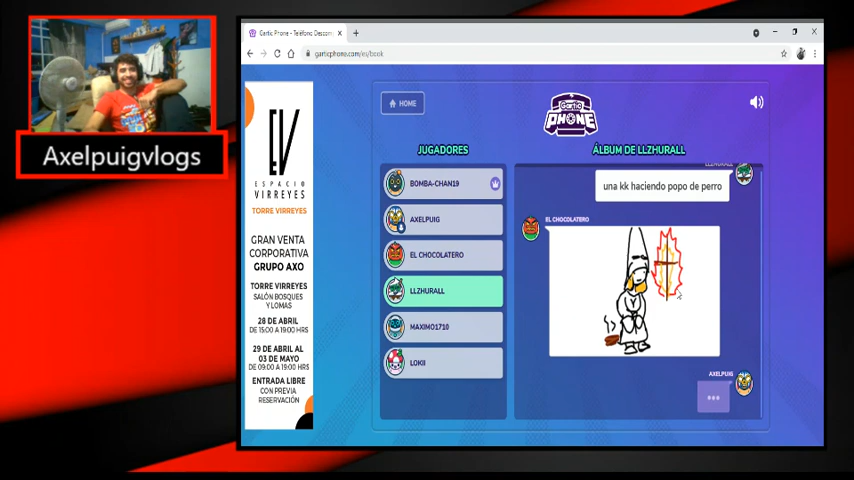 Axelpuigvlogs
Gartic Phone - Teléfono Descom
garticphone.com/es/book
EV
ESPACIO
VIRREYES
TORRE VIRREYES
GRAN VENTA
CORPORATIVA
GRUPO AXO
TORRE VIRREYES
SALÓN BOSQUES
Y LOMAS
28 DE ABRIL
DE 15:00 A 19:00 HRS
29 DE ABRIL AL
03 DE MAYO
DE 09:00 A 19:00 HRS
ENTRADA LIBRE
CON PREVIA
RESERVACIÓN
HOME
Gartic
PHONE
JUGADORES
BOMBA-CHAN19
AXELPUIG
EL CHOCOLATERO
LLZHURALL
MAXIMO1710
LOKII
ÁLBUM DE LLZHURALL
LLZHURALL
una kk haciendo popo de perro
EL CHOCOLATERO
AXELPUIG